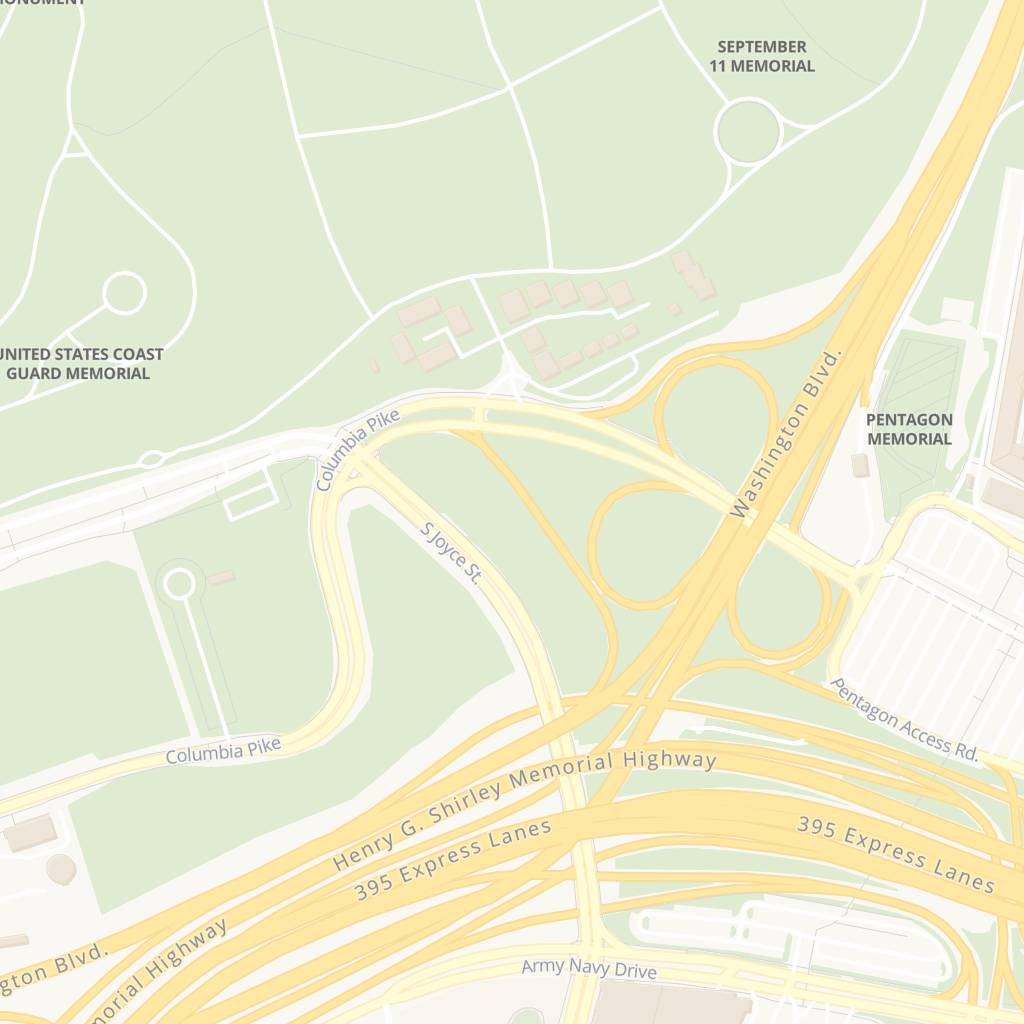 SEPTEMBER
11 MEMORIAL
UNITED STATES COAST
GUARD MEMORIAL
Columbia Pike
Washington Blvd.
PENTAGON
MEMORIAL
S Joyce St.
Pentagon Access Rd.
Columbia Pike
Henry G. Shirley Memorial Highway
395 Express Lanes
395 Express Lanes
ngton Blvd.
morial Highway
Army Navy Drive